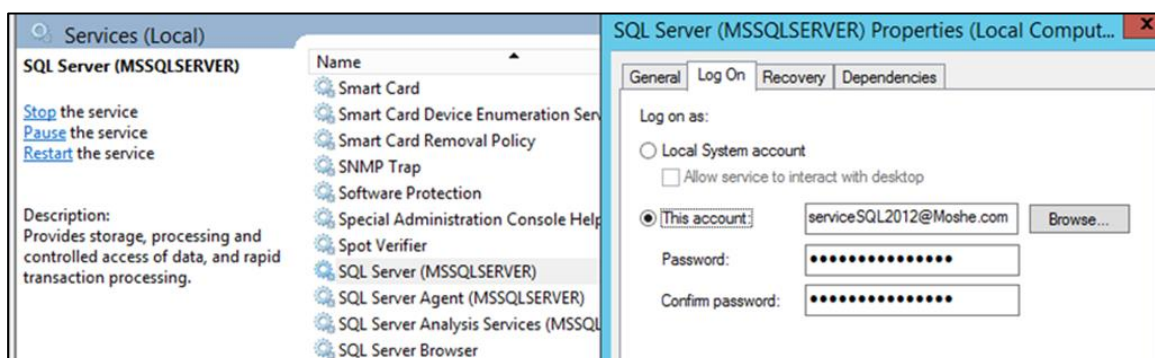 Services (Local)
SQL Server (MSSQLSERVER)
Stop the service
Pause the service
Restart the service
Description:
Provides storage, processing and
controlled access of data, and rapid
transaction processing.
Name
Smart Card
Smart Card Device Enumeration Serv
Smart Card Removal Policy
SNMP Trap
Software Protection
Special Administration Console Help
Spot Verifier
SQL Server (MSSQLSERVER)
SQL Server Agent (MSSQLSERVER)
SQL Server Analysis Services (MSSQL
SQL Server Browser
SQL Server (MSSQLSERVER) Properties (Local Comput...
X
General Log On Recovery Dependencies
Log on as:
Local System account
Allow service to interact with desktop
This account: serviceSQL2012@Moshe.com Browse...
Password: •••••••••••••••
Confirm password: •••••••••••••••